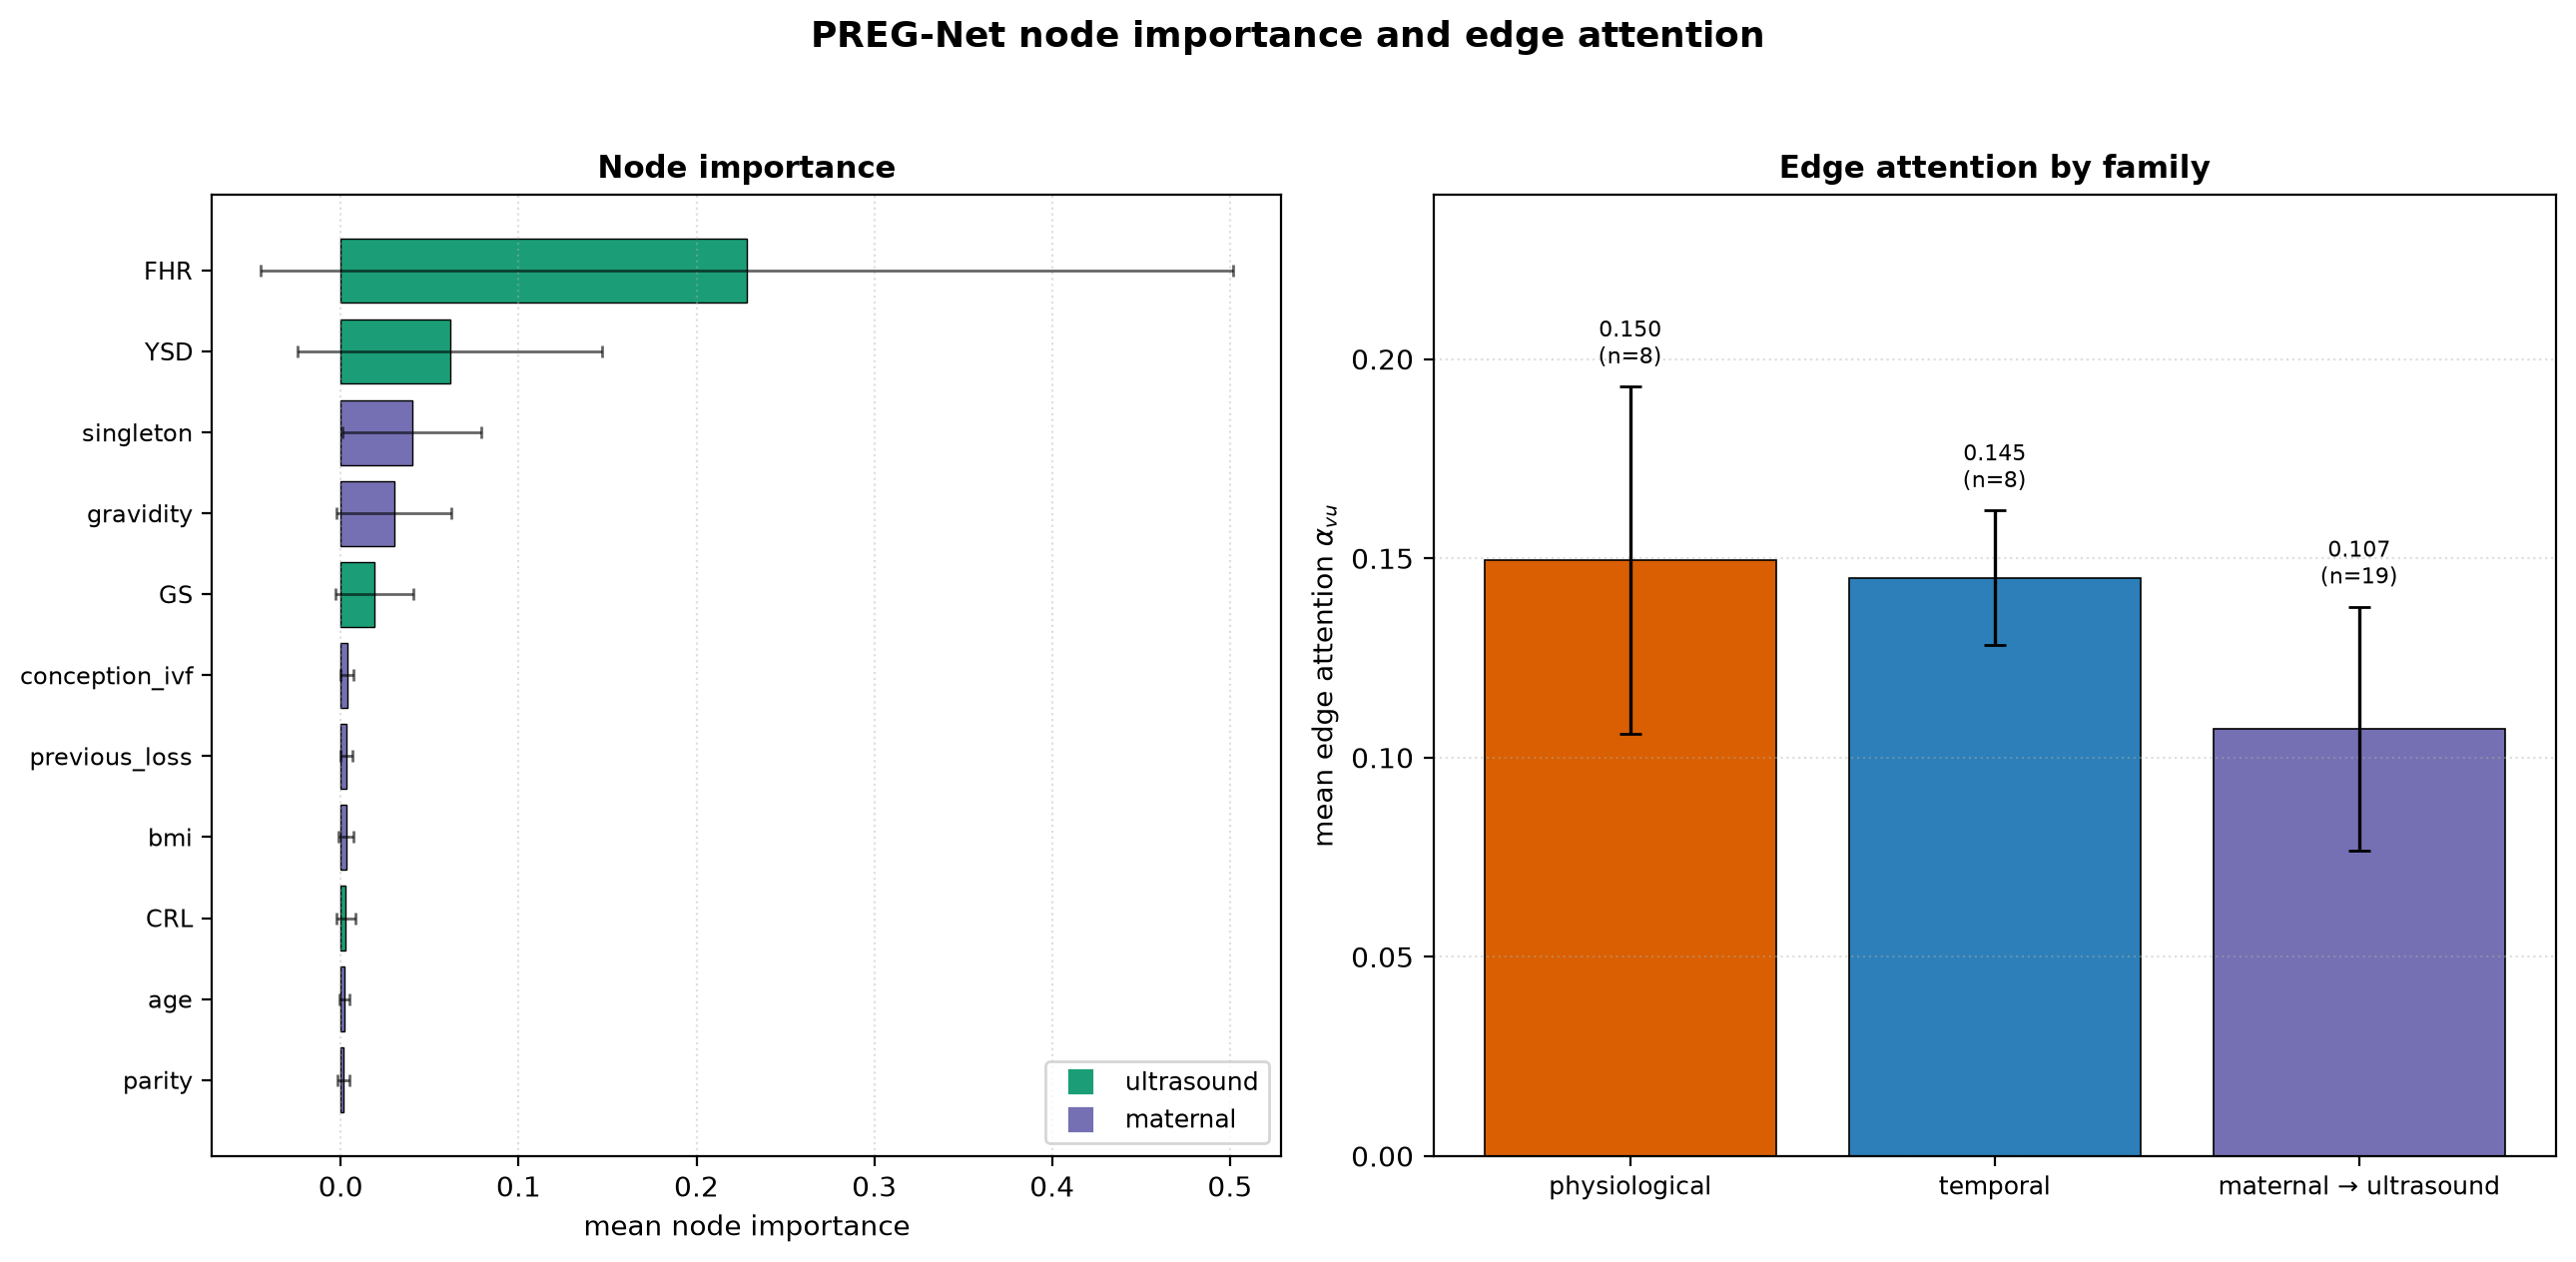 PREG-Net node importance and edge attention
Node importance
FHR
YSD
singleton
gravidity
GS
conception_ivf
previous_loss
bmi
CRL
age
parity
ultrasound
maternal
0.0 0.1 0.2 0.3 0.4 0.5
mean node importance
Edge attention by family
mean edge attention αvu
0.20
0.15
0.10
0.05
0.00
0.150
(n=8)
0.145
(n=8)
0.107
(n=19)
physiological temporal maternal → ultrasound